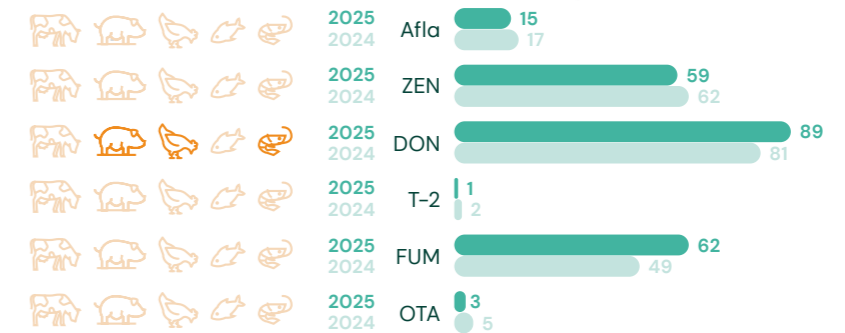 2025 Afla 15
2024 17
2025 ZEN 59
2024 62
2025 DON 89
2024 81
2025 T-2 1
2024 2
2025 FUM 62
2024 49
2025 OTA 3
2024 5